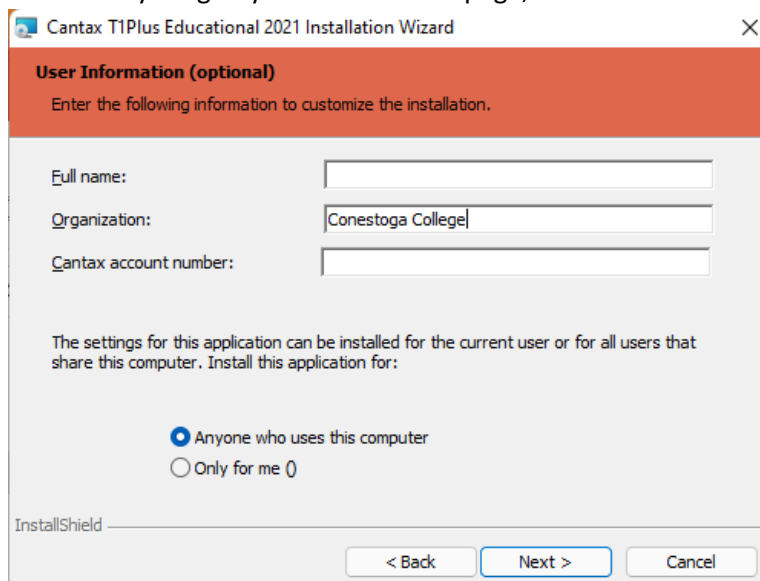 Cantax T1Plus Educational 2021 Installation Wizard
User Information (optional)
Enter the following information to customize the installation.
Full name:
Organization: Conestoga College
Cantax account number:
The settings for this application can be installed for the current user or for all users that
share this computer. Install this application for:
Anyone who uses this computer
Only for me ()
InstallShield
< Back Next > Cancel